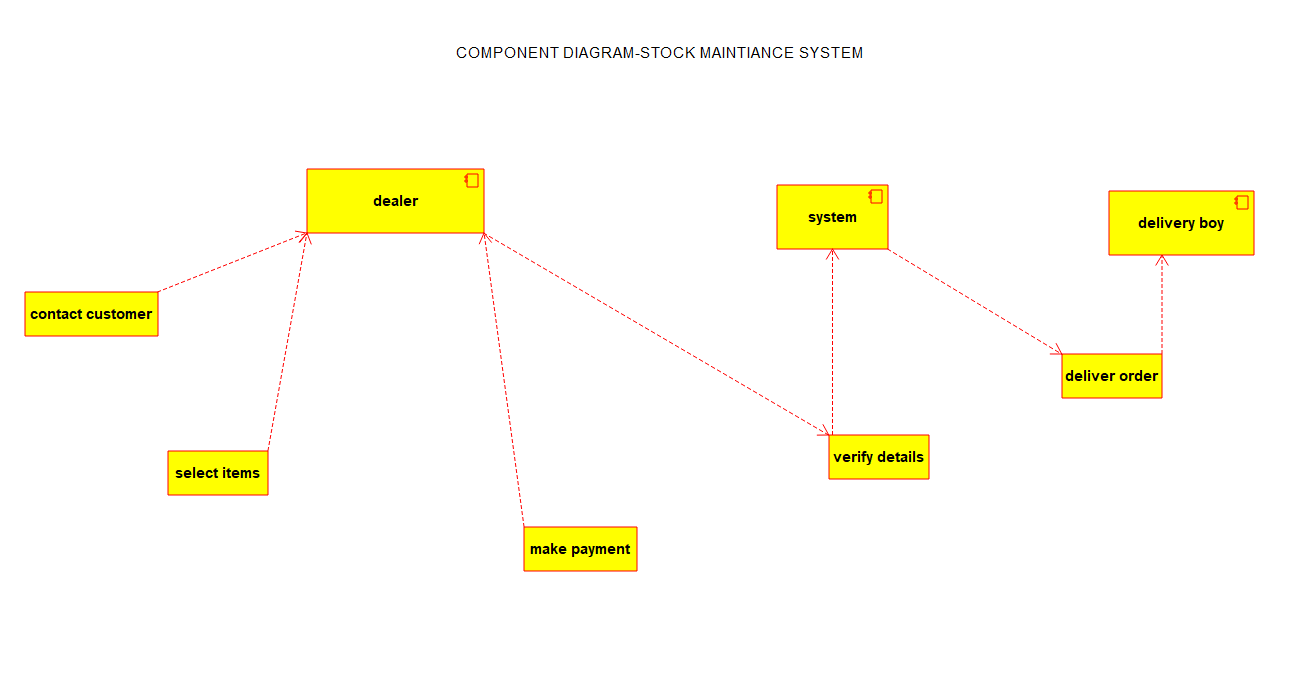 COMPONENT DIAGRAM-STOCK MAINTIANCE SYSTEM
dealer
system
delivery boy
contact customer
deliver order
verify details
select items
make payment